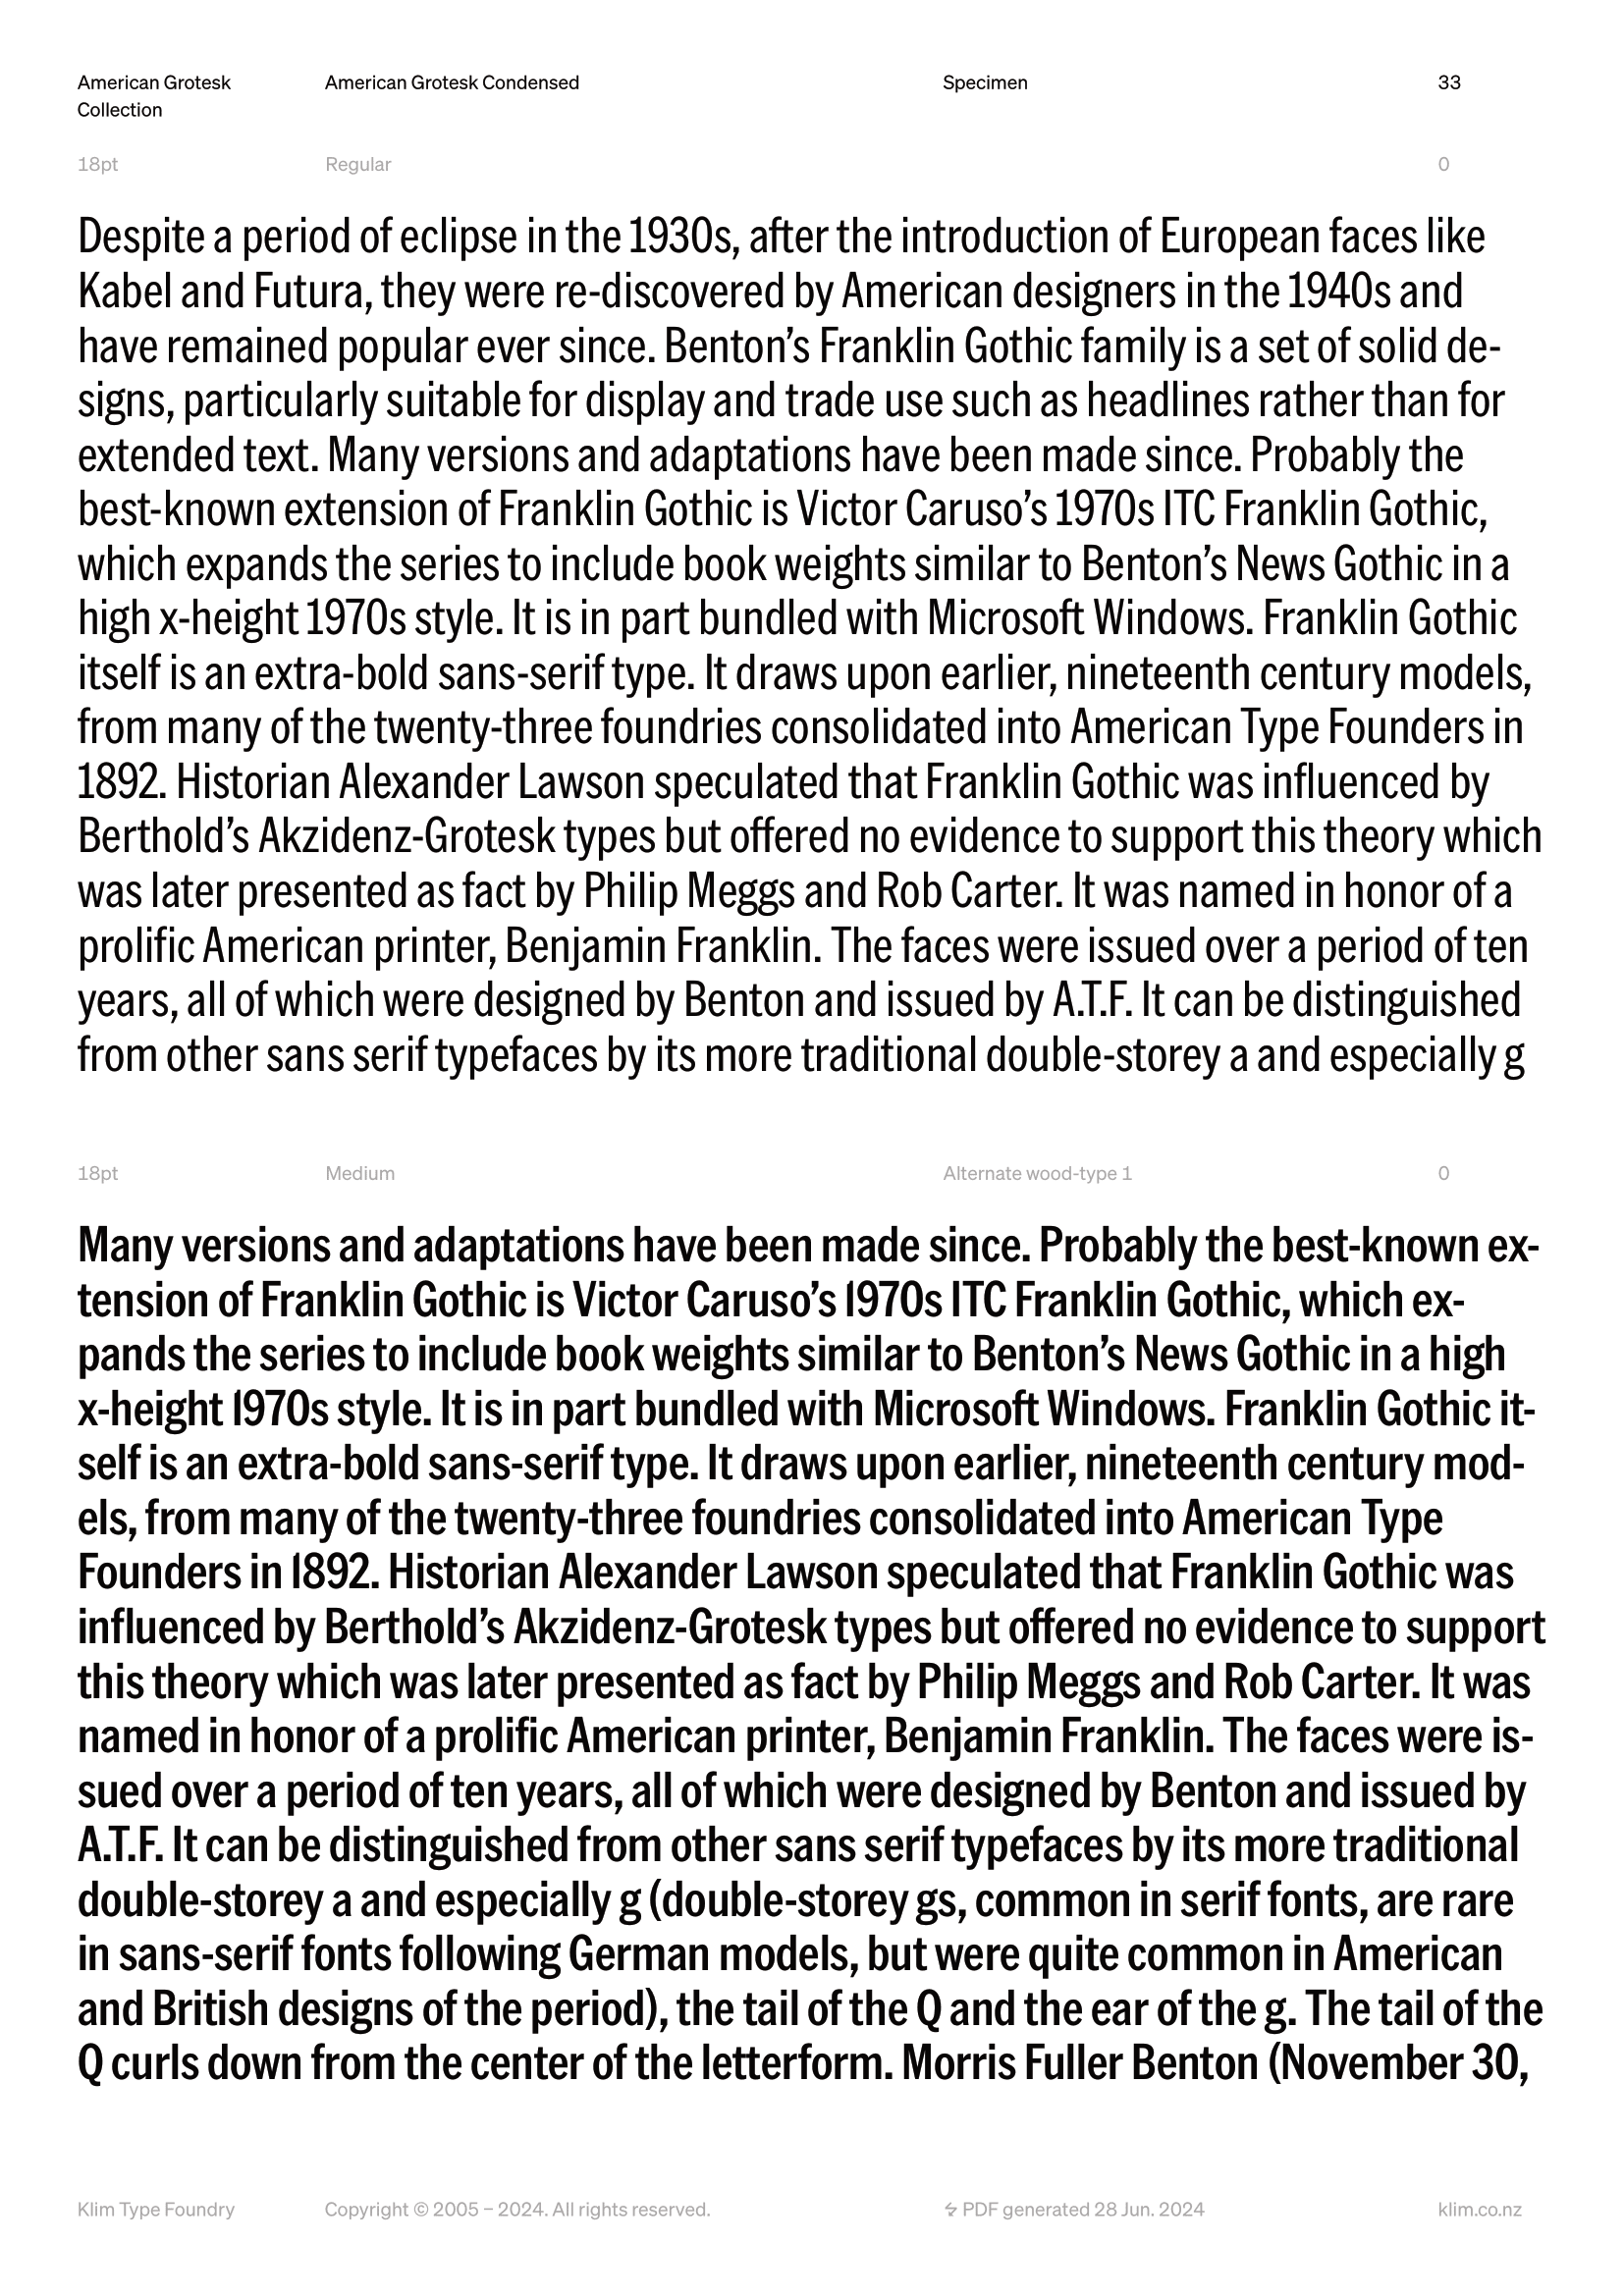 American Grotesk Collection
American Grotesk Condensed
Specimen
33
18pt
Regular
0
Despite a period of eclipse in the 1930s, after the introduction of European faces like
Kabel and Futura, they were re-discovered by American designers in the 1940s and
have remained popular ever since. Benton’s Franklin Gothic family is a set of solid de-
signs, particularly suitable for display and trade use such as headlines rather than for
extended text. Many versions and adaptations have been made since. Probably the
best-known extension of Franklin Gothic is Victor Caruso’s 1970s ITC Franklin Gothic,
which expands the series to include book weights similar to Benton’s News Gothic in a
high x-height 1970s style. It is in part bundled with Microsoft Windows. Franklin Gothic
itself is an extra-bold sans-serif type. It draws upon earlier, nineteenth century models,
from many of the twenty-three foundries consolidated into American Type Founders in
1892. Historian Alexander Lawson speculated that Franklin Gothic was influenced by
Berthold’s Akzidenz-Grotesk types but offered no evidence to support this theory which
was later presented as fact by Philip Meggs and Rob Carter. It was named in honor of a
prolific American printer, Benjamin Franklin. The faces were issued over a period of ten
years, all of which were designed by Benton and issued by A.T.F. It can be distinguished
from other sans serif typefaces by its more traditional double-storey a and especially g
18pt
Medium
Alternate wood-type 1
0
Many versions and adaptations have been made since. Probably the best-known ex-
tension of Franklin Gothic is Victor Caruso’s 1970s ITC Franklin Gothic, which ex-
pands the series to include book weights similar to Benton’s News Gothic in a high
x-height 1970s style. It is in part bundled with Microsoft Windows. Franklin Gothic it-
self is an extra-bold sans-serif type. It draws upon earlier, nineteenth century mod-
els, from many of the twenty-three foundries consolidated into American Type
Founders in 1892. Historian Alexander Lawson speculated that Franklin Gothic was
influenced by Berthold’s Akzidenz-Grotesk types but offered no evidence to support
this theory which was later presented as fact by Philip Meggs and Rob Carter. It was
named in honor of a prolific American printer, Benjamin Franklin. The faces were is-
sued over a period of ten years, all of which were designed by Benton and issued by
A.T.F. It can be distinguished from other sans serif typefaces by its more traditional
double-storey a and especially g (double-storey gs, common in serif fonts, are rare
in sans-serif fonts following German models, but were quite common in American
and British designs of the period), the tail of the Q and the ear of the g. The tail of the
Q curls down from the center of the letterform. Morris Fuller Benton (November 30,
Klim Type Foundry
Copyright © 2005 – 2024. All rights reserved.
PDF generated 28 Jun. 2024
klim.co.nz